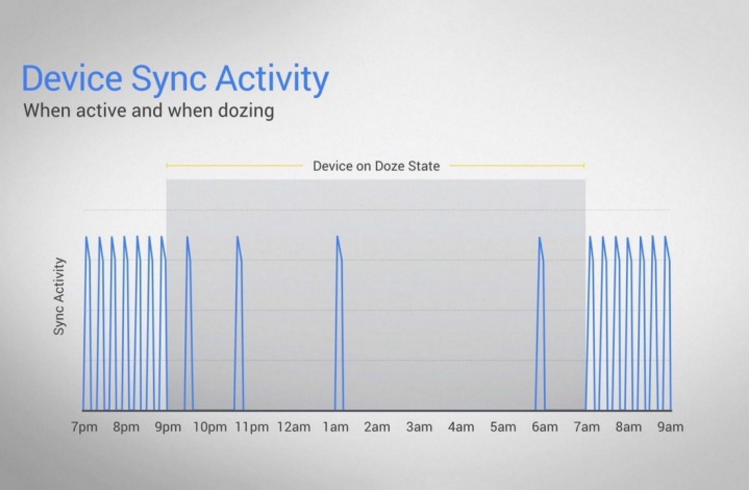 Device Sync Activity
When active and when dozing
Device on Doze State
Sync Activity
7pm 8pm 9pm 10pm 11pm 12am 1am 2am 3am 4am 5am 6am 7am 8am 9am